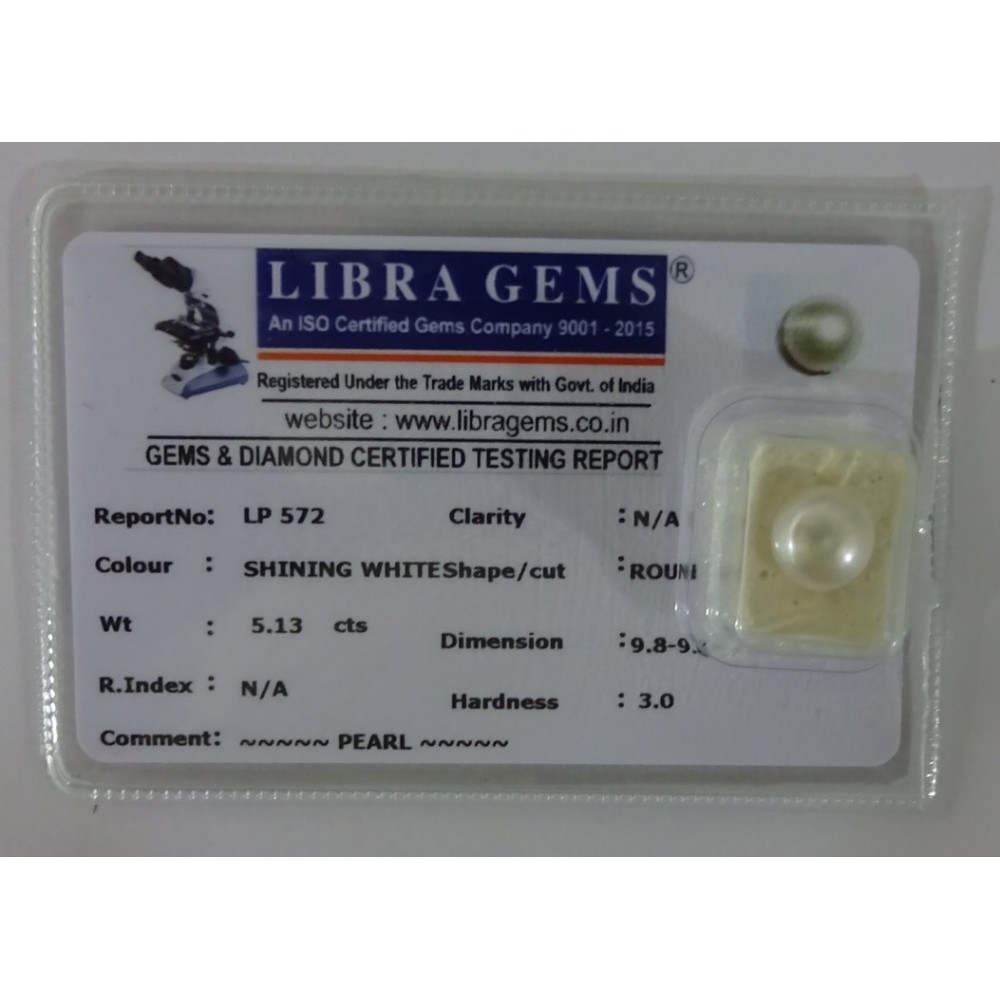 LIBRA GEMS ®
An ISO Certified Gems Company 9001 - 2015
Registered Under the Trade Marks with Govt. of India
website : www.libragems.co.in
GEMS & DIAMOND CERTIFIED TESTING REPORT
ReportNo: LP 572 Clarity : N/A
Colour : SHINING WHITE Shape/cut :
Wt : 5.13 cts Dimension : 9.8-9.
R.Index : N/A Hardness : 3.0
Comment: ~~~~~ PEARL ~~~~~